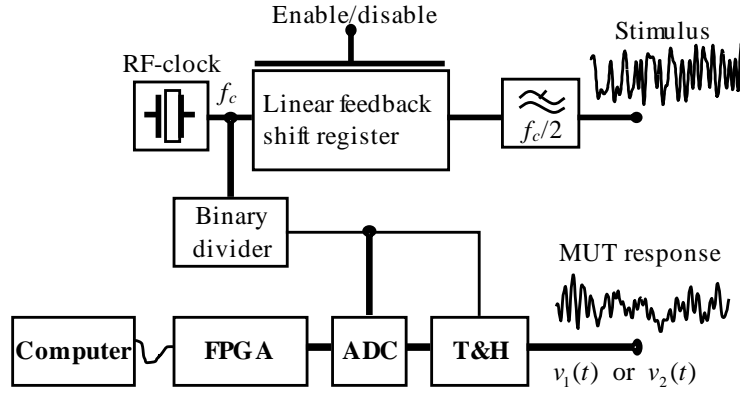 Enable/disable
Stimulus
RF-clock
f_c
Linear feedback
shift register
f_c/2
Binary
divider
MUT response
Computer
FPGA
ADC
T&H
v_1(t) or v_2(t)